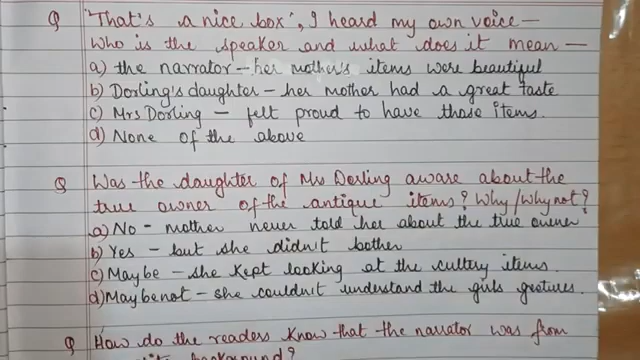 Q "That's a nice box', I heard my own voice—
Who is the speaker and what does it mean —
a) the narrator — her mother's items were beautiful
b) Dorling's daughter — her mother had a great taste
c) Mrs Dorling — felt proud to have those items.
d) None of the above
Q Was the daughter of Mrs Dorling aware about the
true owner of the antique items? Why/Why not?
a) No - mother never told her about the true owner
b) Yes – but she didn't bother
c) Maybe – she kept looking at the cutlery items.
d) Maybe not – she couldn't understand the girls gestures.
Q How do the readers know that the narrator was from
background?